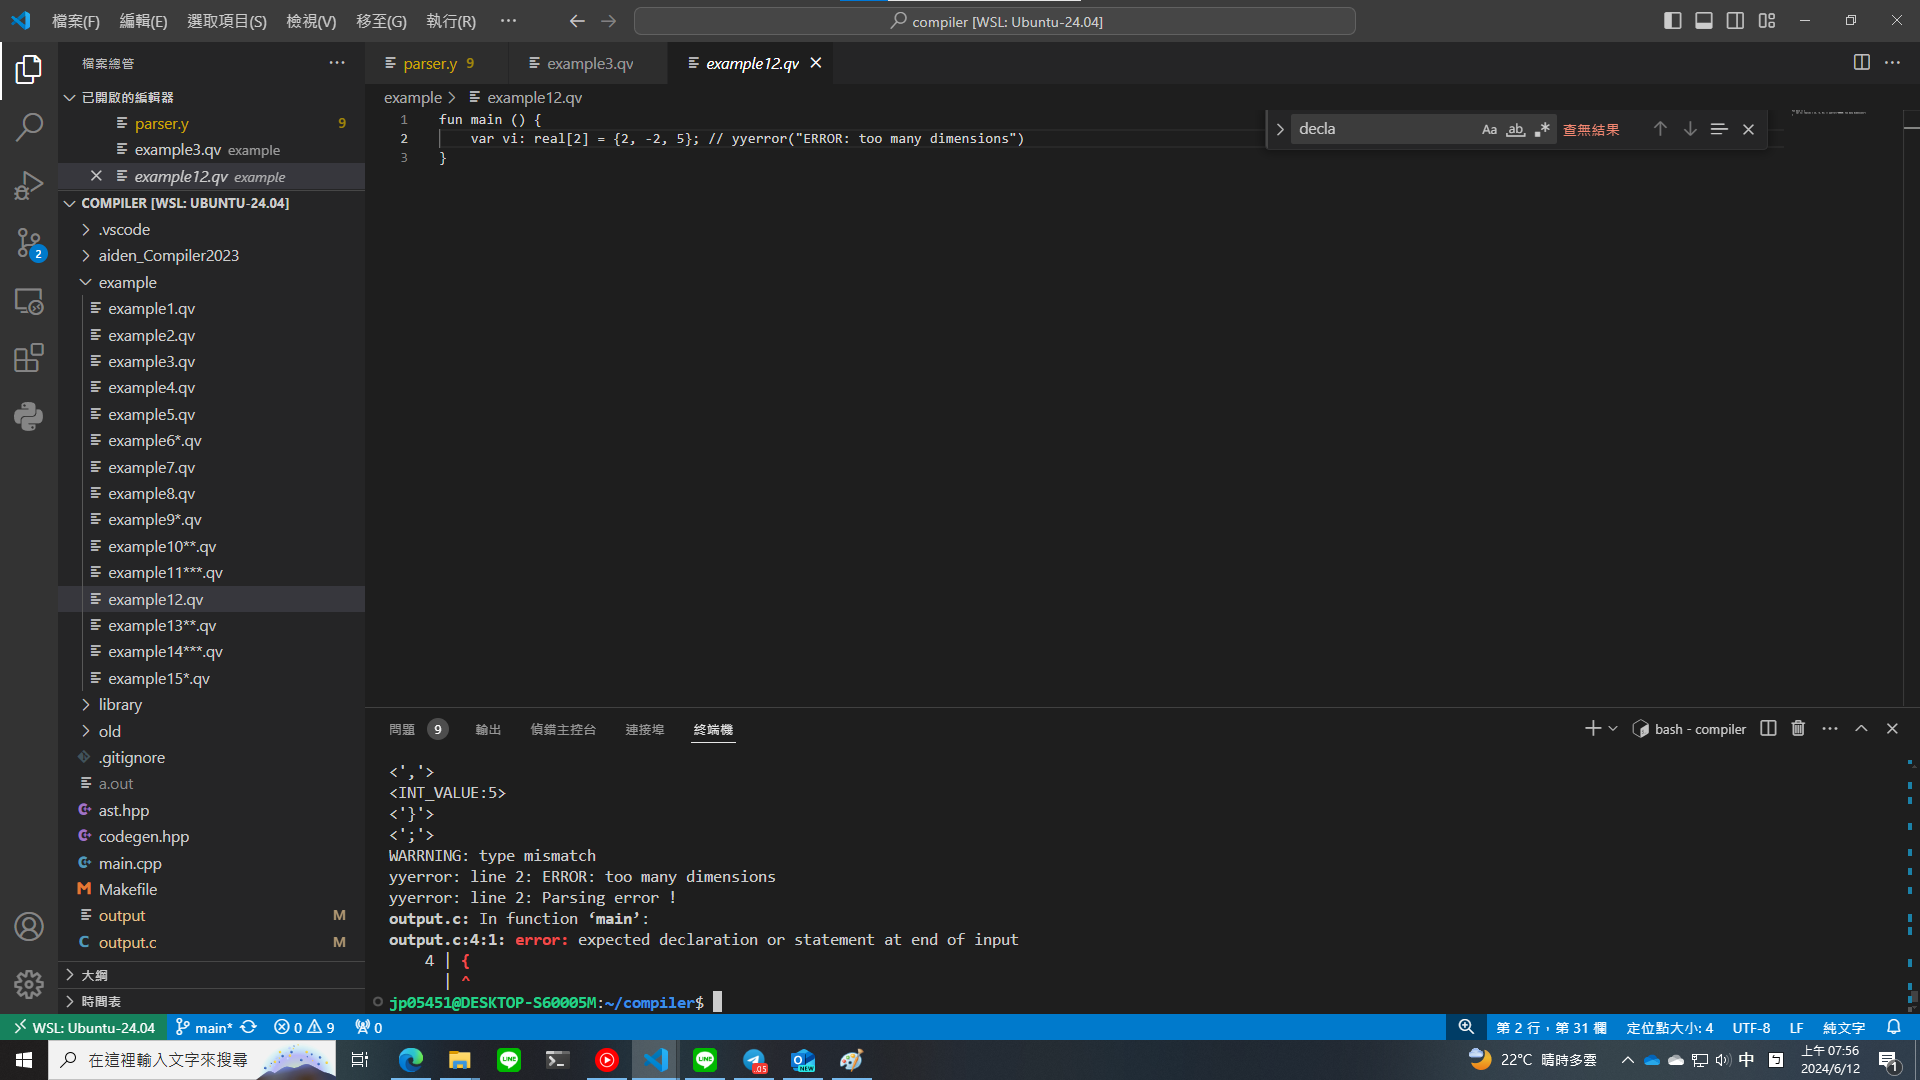 檔案(F) 編輯(E) 選取項目(S) 檢視(V) 移至(G) 執行(R) ··· compiler [WSL: Ubuntu-24.04]
檔案總管 ···
parser.y 9 example3.qv example12.qv
已開啟的編輯器
parser.y 9
example3.qv example
example12.qv example
example > example12.qv
1 fun main () {
2 var vi: real[2] = {2, -2, 5}; // yyerror("ERROR: too many dimensions")
3 }
decla Aa ab 查無結果
COMPILER [WSL: UBUNTU-24.04]
.vscode
aiden_Compiler2023
example
example1.qv
example2.qv
example3.qv
example4.qv
example5.qv
example6*.qv
example7.qv
example8.qv
example9*.qv
example10**.qv
example11***.qv
example12.qv
example13**.qv
example14***.qv
example15*.qv
library
old
.gitignore
a.out
ast.hpp
codegen.hpp
main.cpp
Makefile
output M
output.c M
大綱
時間表
2
問題 9 輸出 偵錯主控台 連接埠 終端機 bash - compiler
<','>
<INT_VALUE:5>
<'}'>
<';'>
WARRNING: type mismatch
yyerror: line 2: ERROR: too many dimensions
yyerror: line 2: Parsing error !
output.c: In function ‘main’:
output.c:4:1: error: expected declaration or statement at end of input
4 | {
| ^
jp05451@DESKTOP-S60005M:~/compiler$
WSL: Ubuntu-24.04 main* 0 9 0 第 2 行，第 31 欄 定位點大小: 4 UTF-8 LF 純文字
在這裡輸入文字來搜尋 22°C 晴時多雲 中 上午 07:56
2024/6/12
1